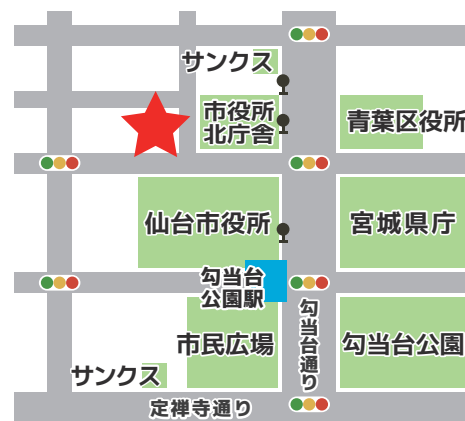 サンクス
市役所
北庁舎
青葉区役所
仙台市役所
宮城県庁
勾当台
公園駅
勾当台通り
市民広場
勾当台公園
サンクス
定禅寺通り